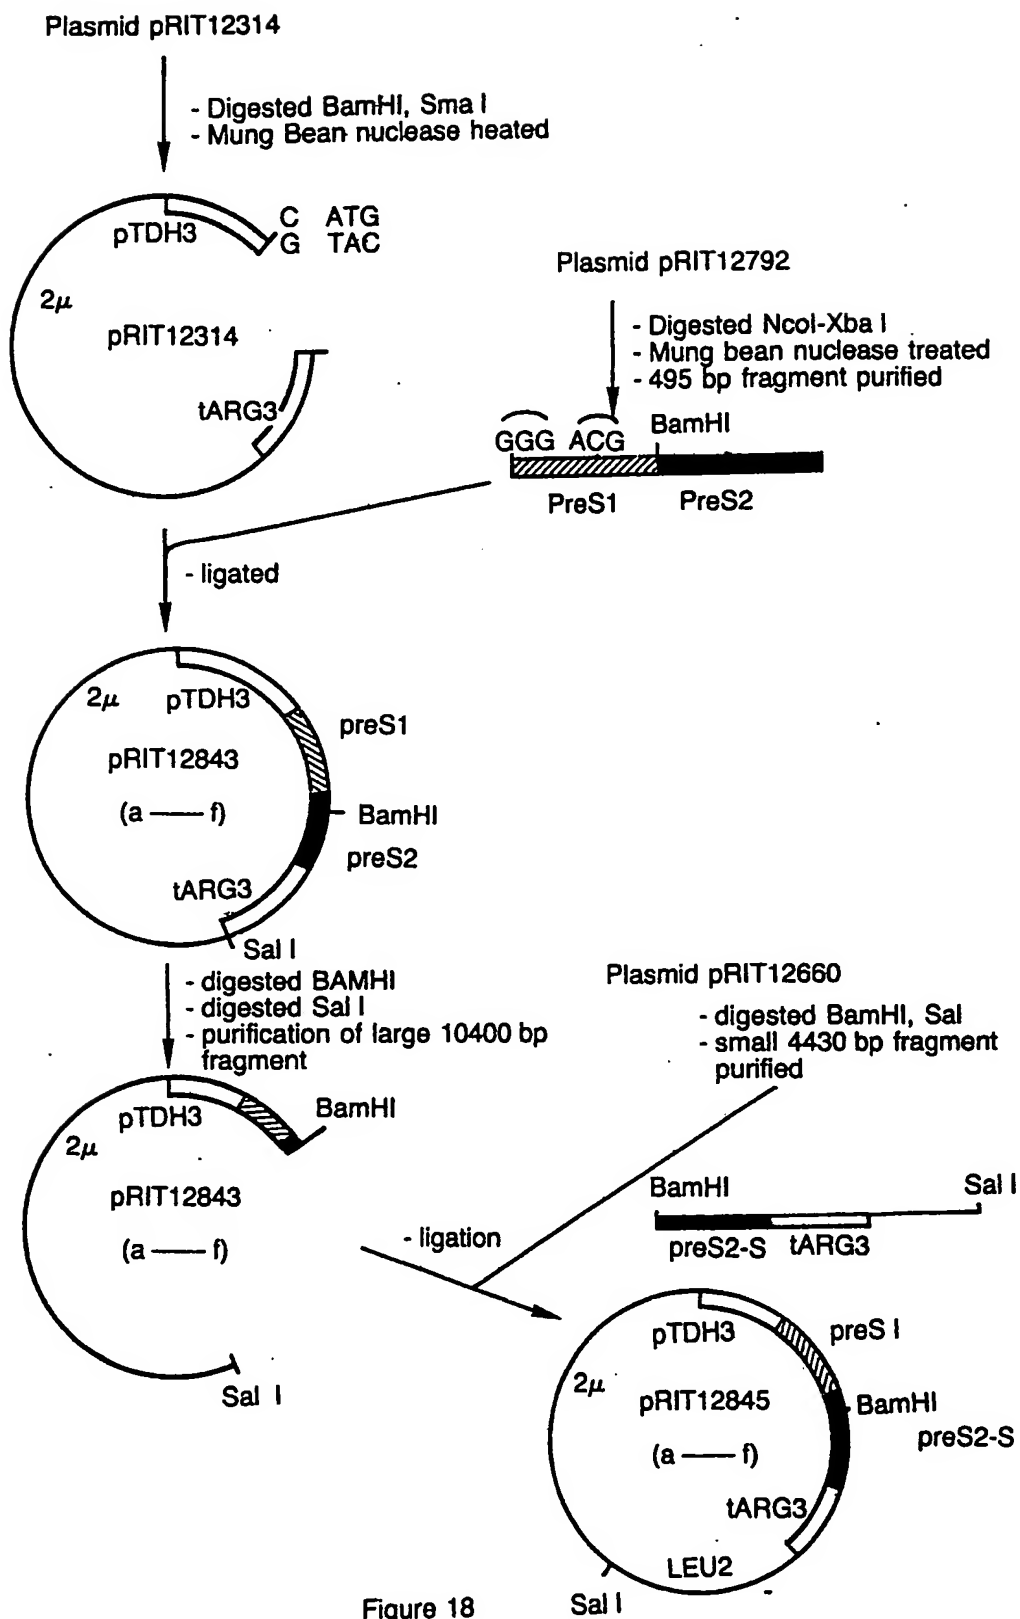 Plasmid pRIT12314
- Digested BamHI, Sma I
- Mung Bean nuclease heated
C ATG
G TAC
pTDH3
2µ
pRIT12314
tARG3
Plasmid pRIT12792
- Digested NcoI-Xba I
- Mung bean nuclease treated
- 495 bp fragment purified
GGG ACG
BamHI
PreS1 PreS2
- ligated
2µ pTDH3
preS1
pRIT12843
(a — f)
BamHI
preS2
tARG3
Sal I
- digested BAMHI
- digested Sal I
- purification of large 10400 bp
fragment
Plasmid pRIT12660
- digested BamHI, Sal
- small 4430 bp fragment
purified
pTDH3
BamHI
2µ
pRIT12843
(a — f)
Sal I
- ligation
BamHI
Sal I
preS2-S tARG3
pTDH3
preS I
2µ
pRIT12845
BamHI
preS2-S
(a — f)
tARG3
LEU2
Sal I
Figure 18